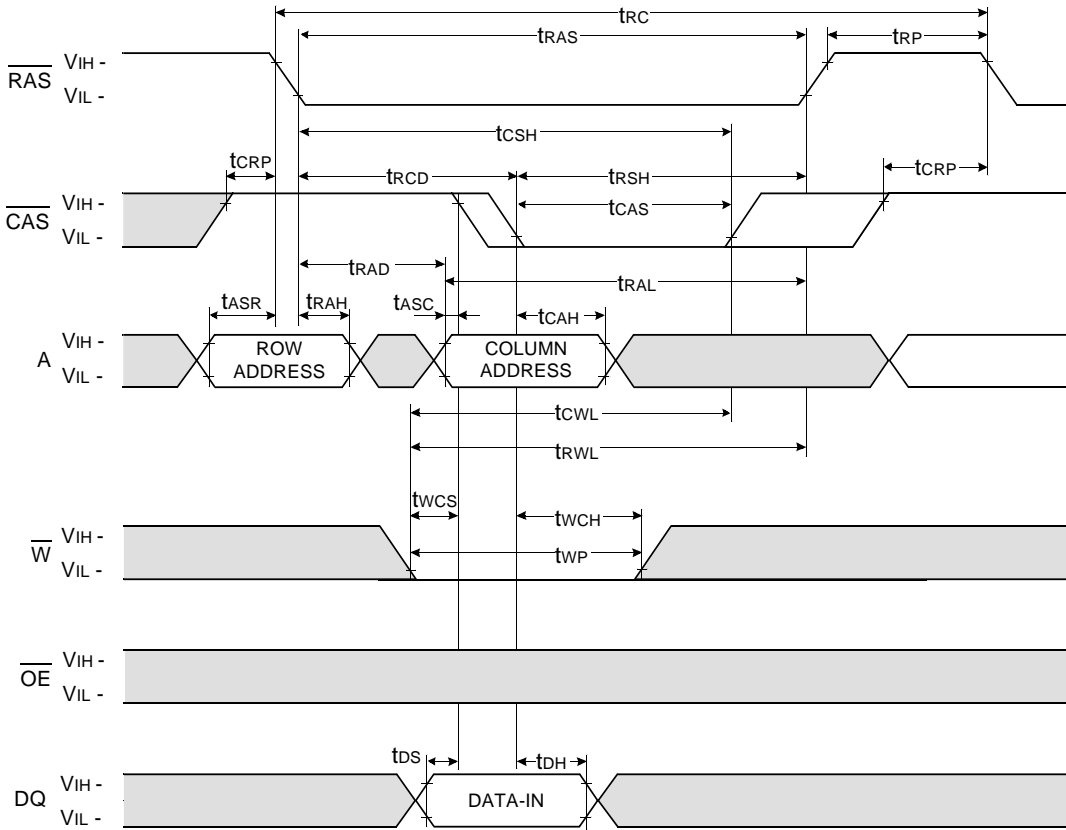 tRC
tRAS
tRP
RAS
VIH -
VIL -
tCSH
tCRP
tRCD
tRSH
tCRP
CAS
VIH -
VIL -
tCAS
tRAD
tRAL
tASR
tRAH
tASC
tCAH
A
VIH -
VIL -
ROW
ADDRESS
COLUMN
ADDRESS
tCWL
tRWL
tWCS
tWCH
W
VIH -
VIL -
tWP
OE
VIH -
VIL -
tDS
tDH
DQ
VIH -
VIL -
DATA-IN